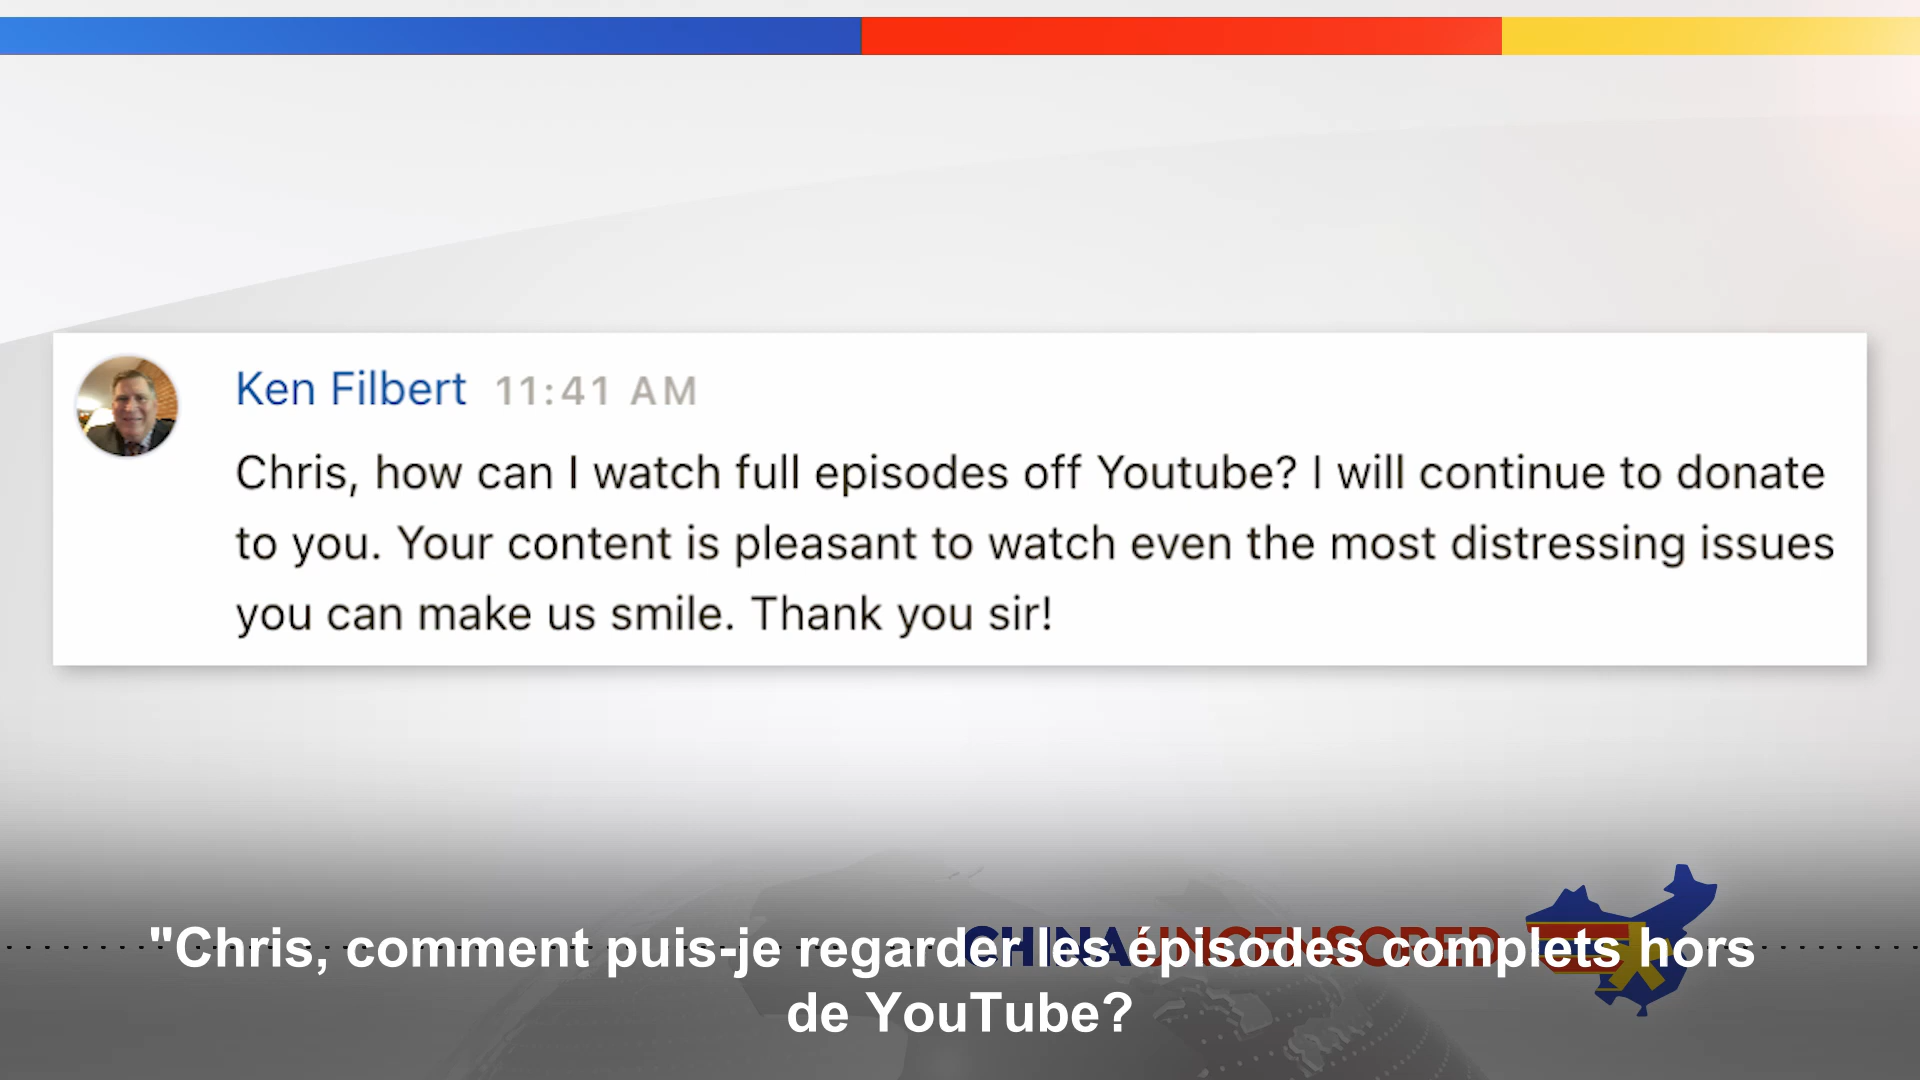 Ken Filbert 11:41 AM
Chris, how can I watch full episodes off Youtube? I will continue to donate
to you. Your content is pleasant to watch even the most distressing issues
you can make us smile. Thank you sir!
CHINA UNCENSORED
"Chris, comment puis-je regarder les épisodes complets hors
de YouTube?